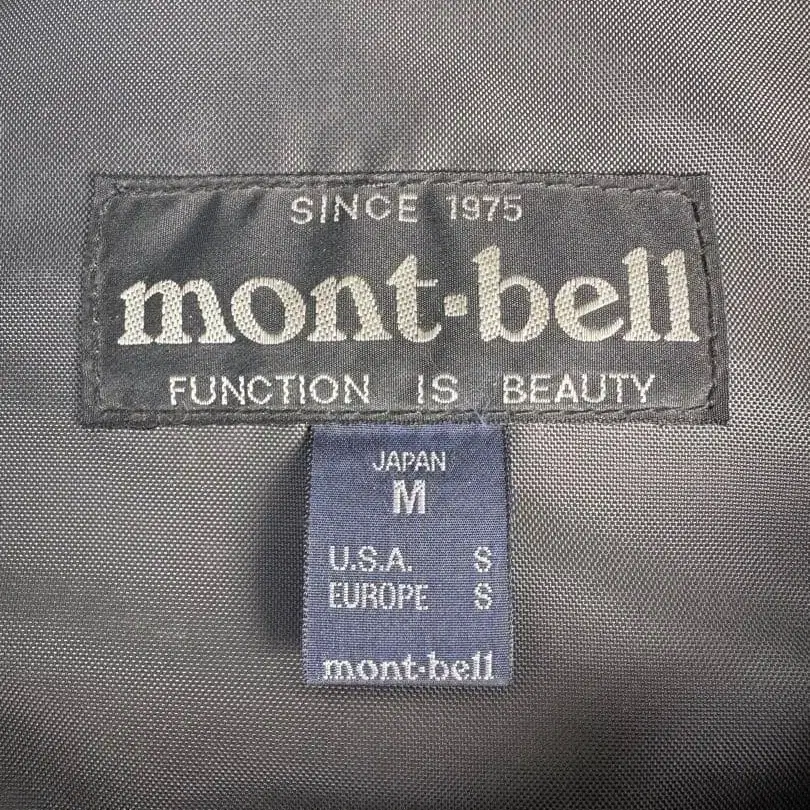 SINCE 1975
mont-bell
FUNCTION IS BEAUTY
JAPAN
M
U.S.A. S
EUROPE S
mont-bell